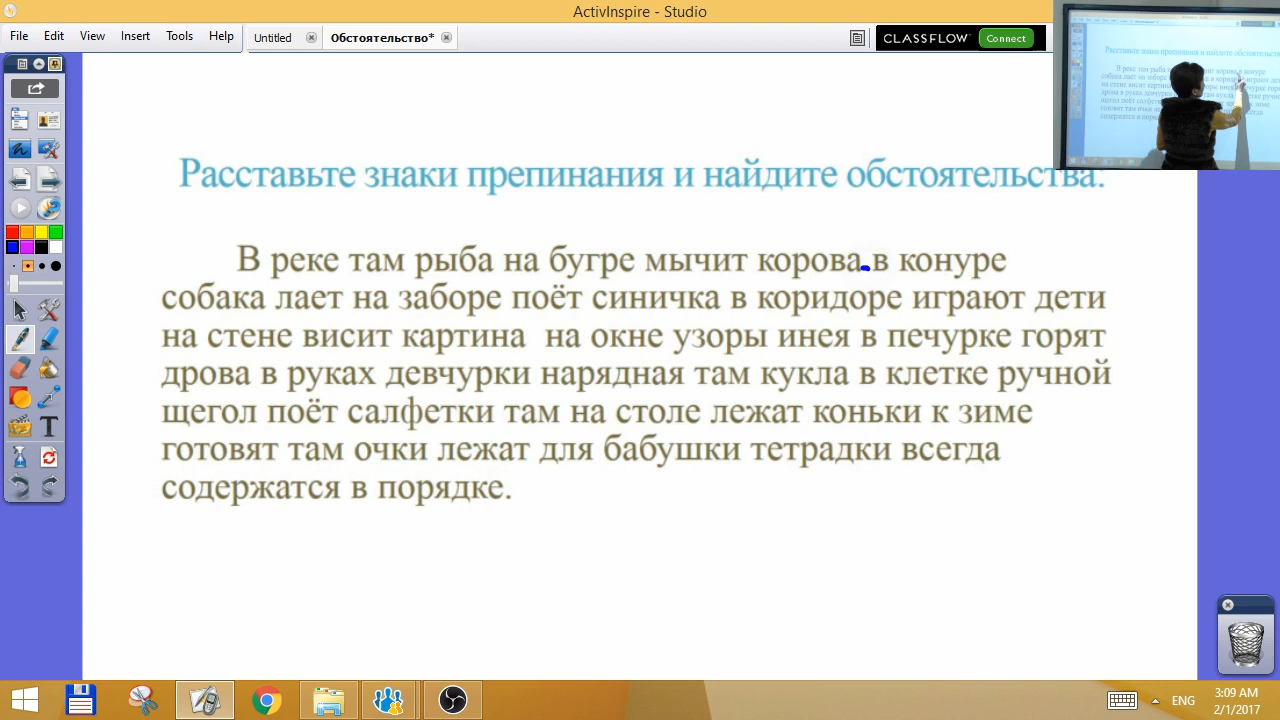 ActivInspire - Studio
File Edit View Insert Tools Help
Untitled
Обстоятельство*
CLASSFLOW Connect
Расставьте знаки препинания и найдите обстоятельства.
В реке там рыба на бугре мычит корова в конуре
собака лает на заборе поёт синичка в коридоре играют дети
на стене висит картина на окне узоры инея в печурке горят
дрова в руках девчурки нарядная там кукла в клетке ручной
щегол поёт салфетки там на столе лежат коньки к зиме
готовят там очки лежат для бабушки тетрадки всегда
содержатся в порядке.
ENG
3:09 AM
2/1/2017